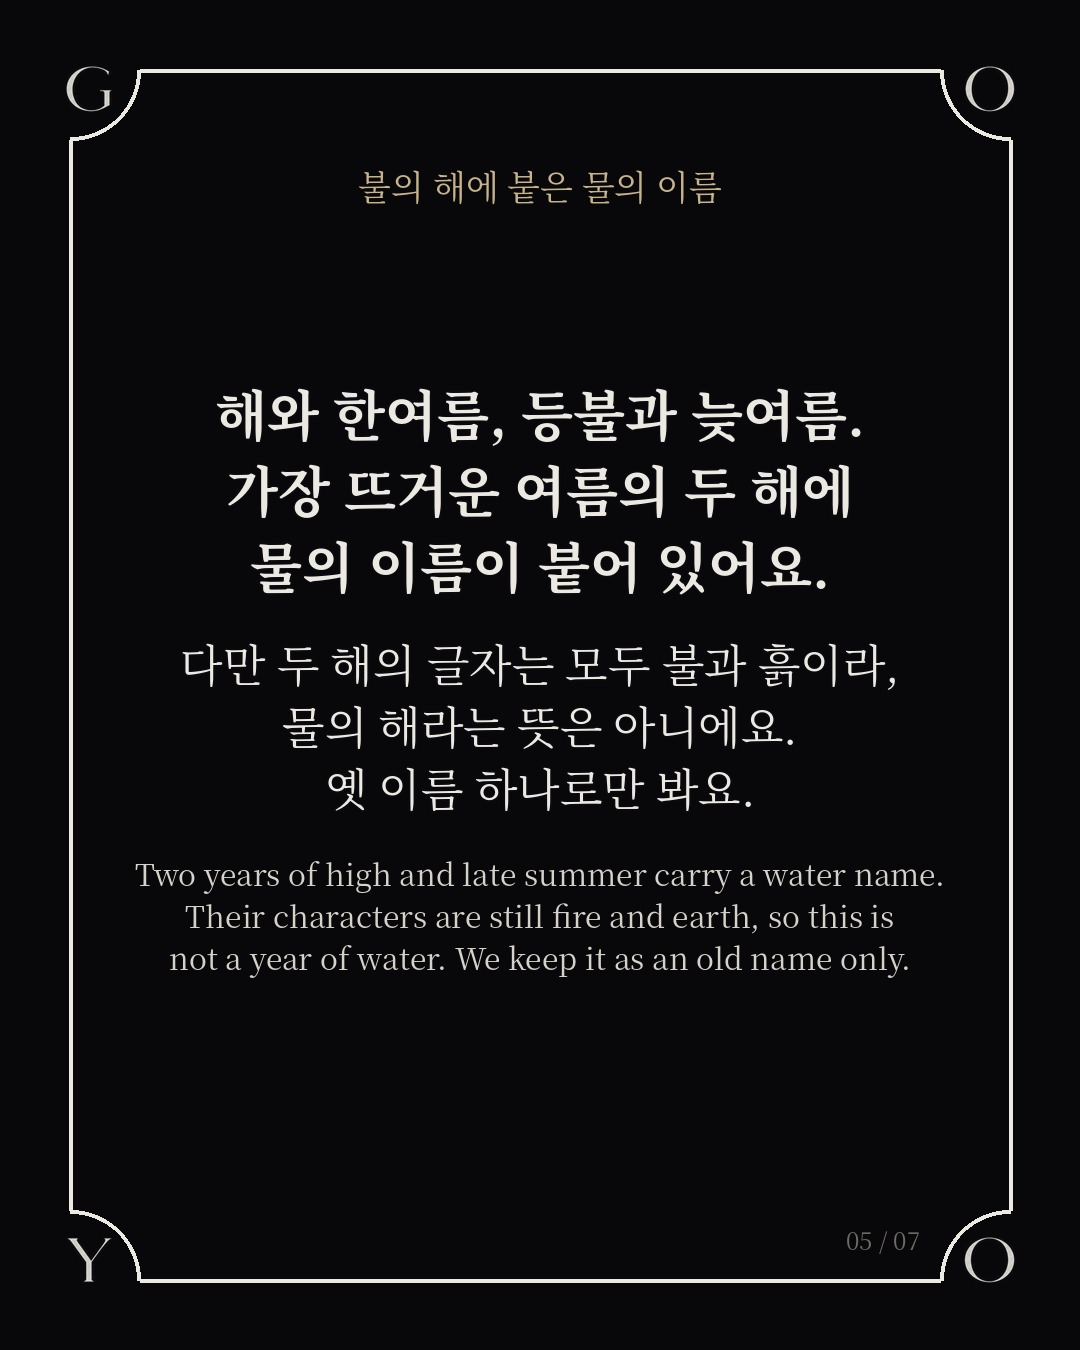 G O
불의 해에 붙은 물의 이름
해와 한여름, 등불과 늦여름.
가장 뜨거운 여름의 두 해에
물의 이름이 붙어 있어요.
다만 두 해의 글자는 모두 불과 흙이라,
물의 해라는 뜻은 아니에요.
옛 이름 하나로만 봐요.
Two years of high and late summer carry a water name.
Their characters are still fire and earth, so this is
not a year of water. We keep it as an old name only.
05 / 07
Y O